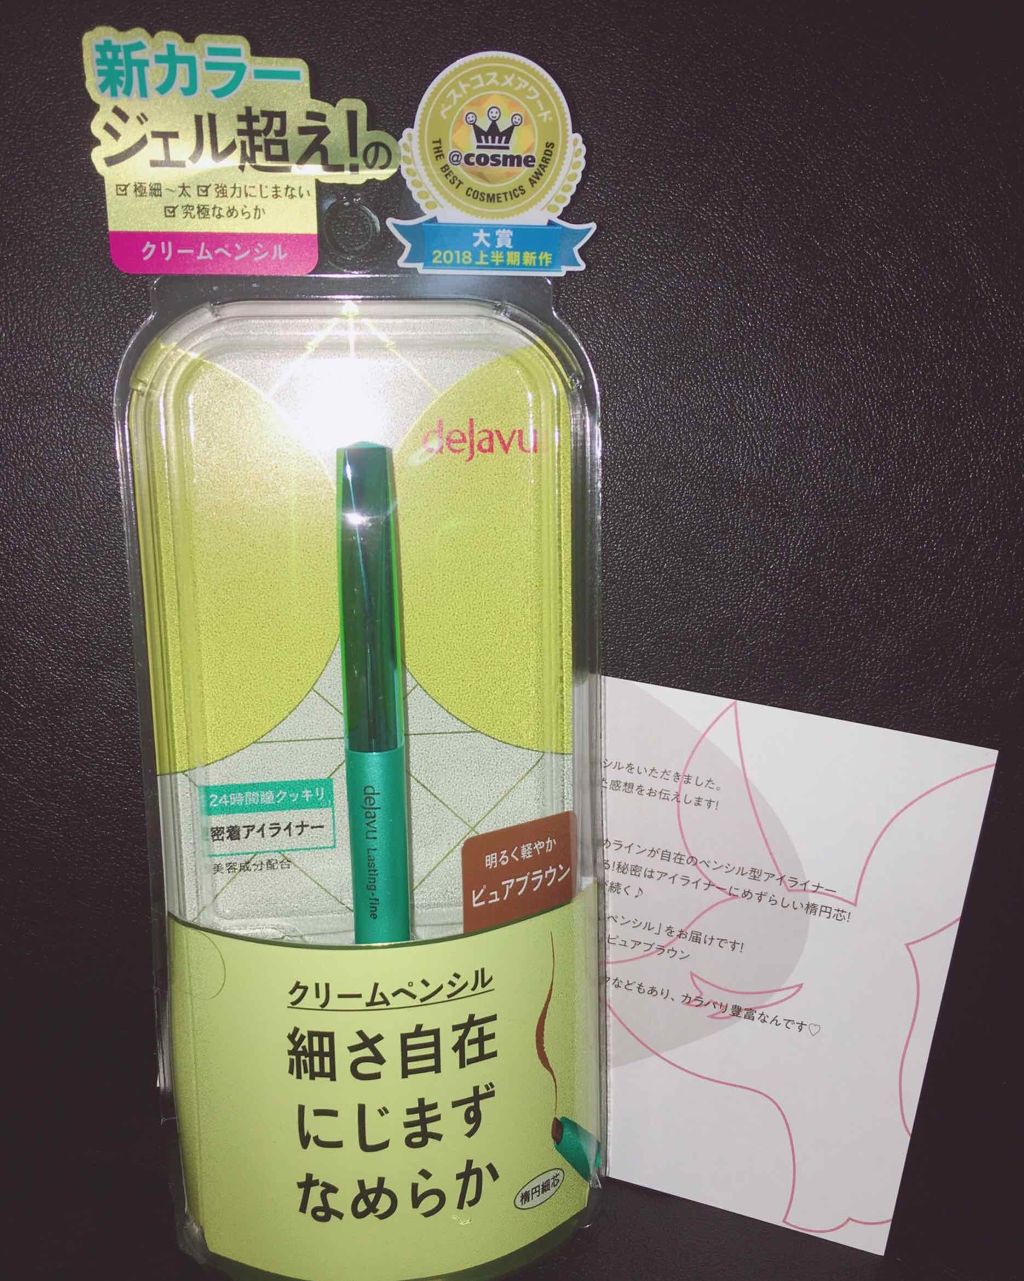 新カラー
ジェル超え!の
極細~太 強力にじまない
究極なめらか
クリームペンシル
ベストコスメアワード
@cosme
THE BEST COSMETICS AWARDS
大賞
2018上半期新作
dejavu
24時間瞳クッキリ
密着アイライナー
美容成分配合
dejavu Lasting-fine
明るく軽やか
ピュアブラウン
クリームペンシル
細さ自在
にじまず
なめらか
楕円細芯
シルをいただきました。
感想をお伝えします!
ラインが自在のペンシル型アイライナー
る!秘密はアイライナーにめずらしい楕円芯!
続く♪
ペンシル」をお届けです!
ピュアブラウン
などもあり、カラバリ豊富なんです♡